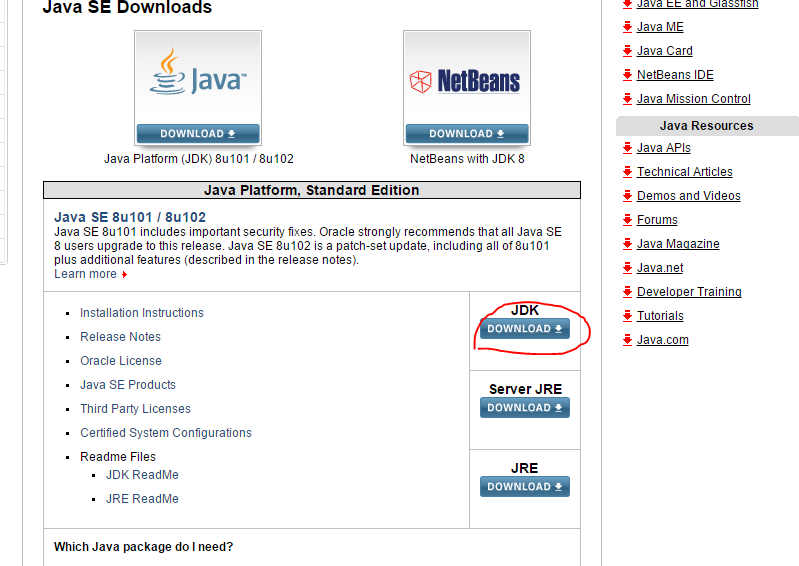 Java SE Downloads
Java™
DOWNLOAD
Java Platform (JDK) 8u101 / 8u102
NetBeans
DOWNLOAD
NetBeans with JDK 8
Java Platform, Standard Edition
Java SE 8u101 / 8u102
Java SE 8u101 includes important security fixes. Oracle strongly recommends that all Java SE
8 users upgrade to this release. Java SE 8u102 is a patch-set update, including all of 8u101
plus additional features (described in the release notes).
Learn more
Installation Instructions
Release Notes
Oracle License
Java SE Products
Third Party Licenses
Certified System Configurations
Readme Files
JDK ReadMe
JRE ReadMe
JDK
DOWNLOAD
Server JRE
DOWNLOAD
JRE
DOWNLOAD
Which Java package do I need?
Java EE and Glassfish
Java ME
Java Card
NetBeans IDE
Java Mission Control
Java Resources
Java APIs
Technical Articles
Demos and Videos
Forums
Java Magazine
Java.net
Developer Training
Tutorials
Java.com